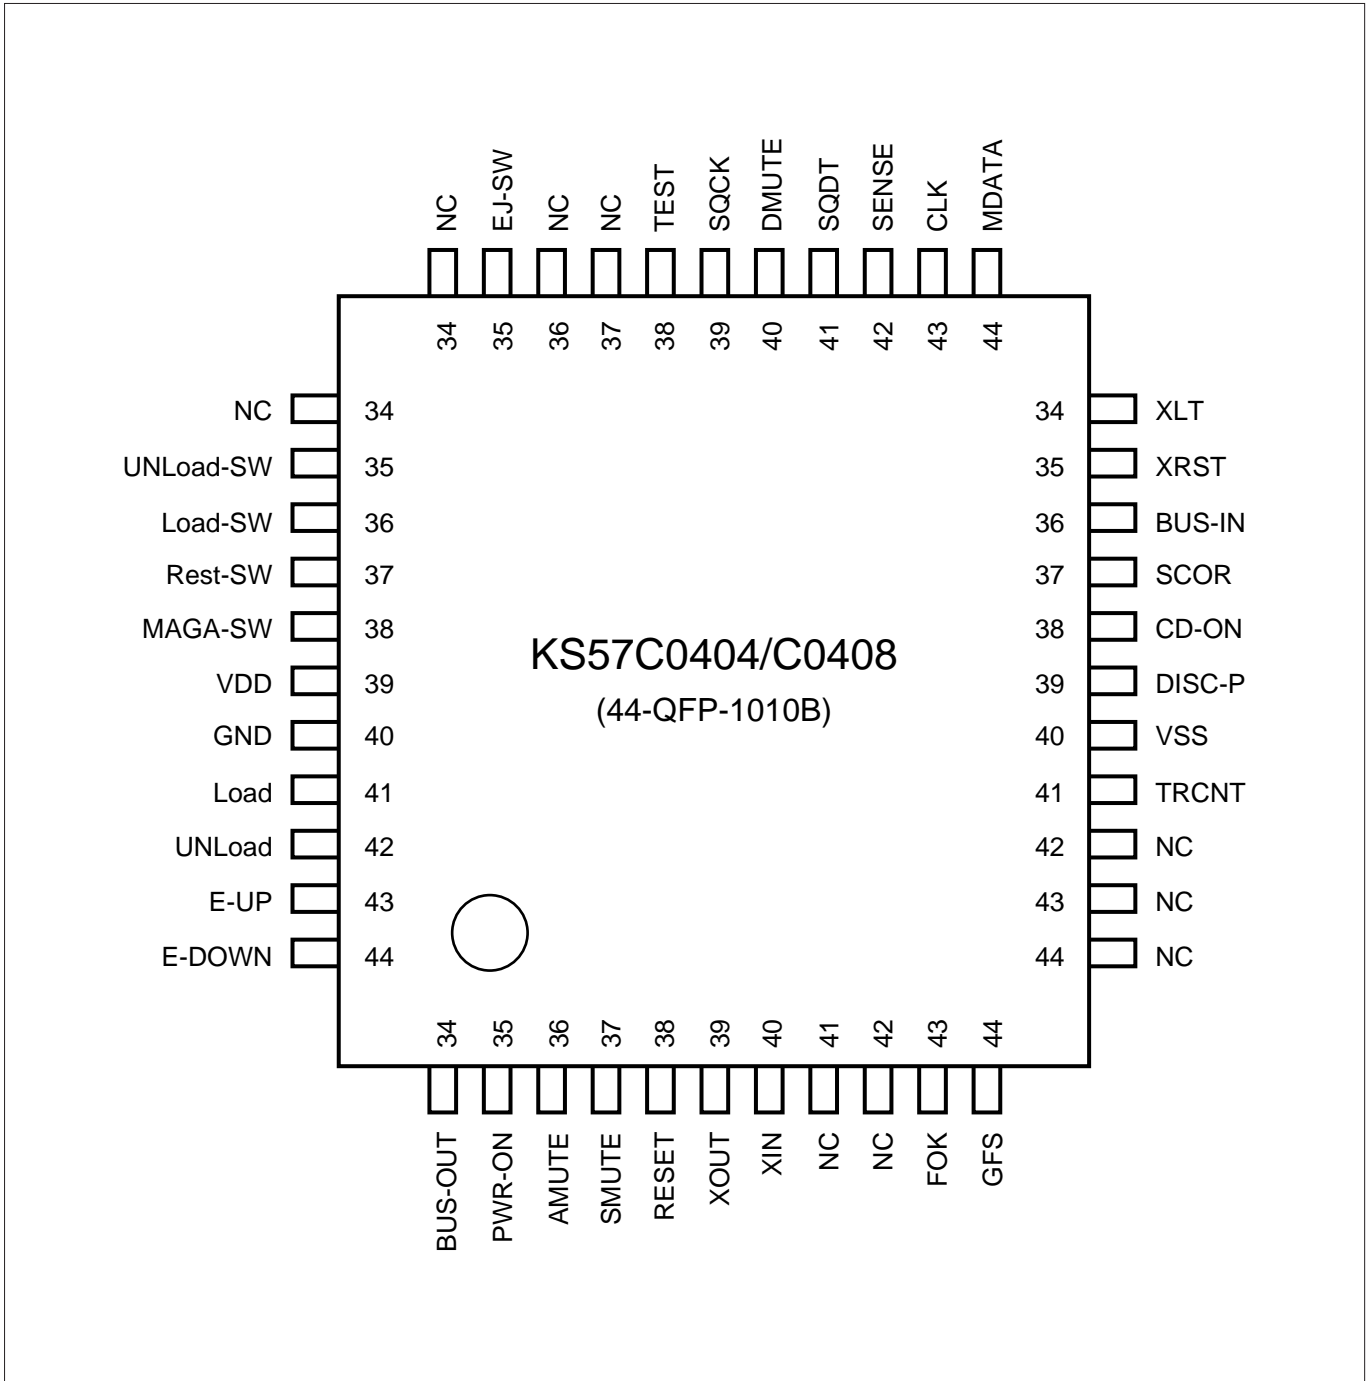 NC
EJ-SW
NC
NC
TEST
SQCK
DMUTE
SQDT
SENSE
CLK
MDATA
34
35
36
37
38
39
40
41
42
43
44
NC 34
UNLoad-SW 35
Load-SW 36
Rest-SW 37
MAGA-SW 38
VDD 39
GND 40
Load 41
UNLoad 42
E-UP 43
E-DOWN 44
KS57C0404/C0408
(44-QFP-1010B)
34 XLT
35 XRST
36 BUS-IN
37 SCOR
38 CD-ON
39 DISC-P
40 VSS
41 TRCNT
42 NC
43 NC
44 NC
34
35
36
37
38
39
40
41
42
43
44
BUS-OUT
PWR-ON
AMUTE
SMUTE
RESET
XOUT
XIN
NC
NC
FOK
GFS